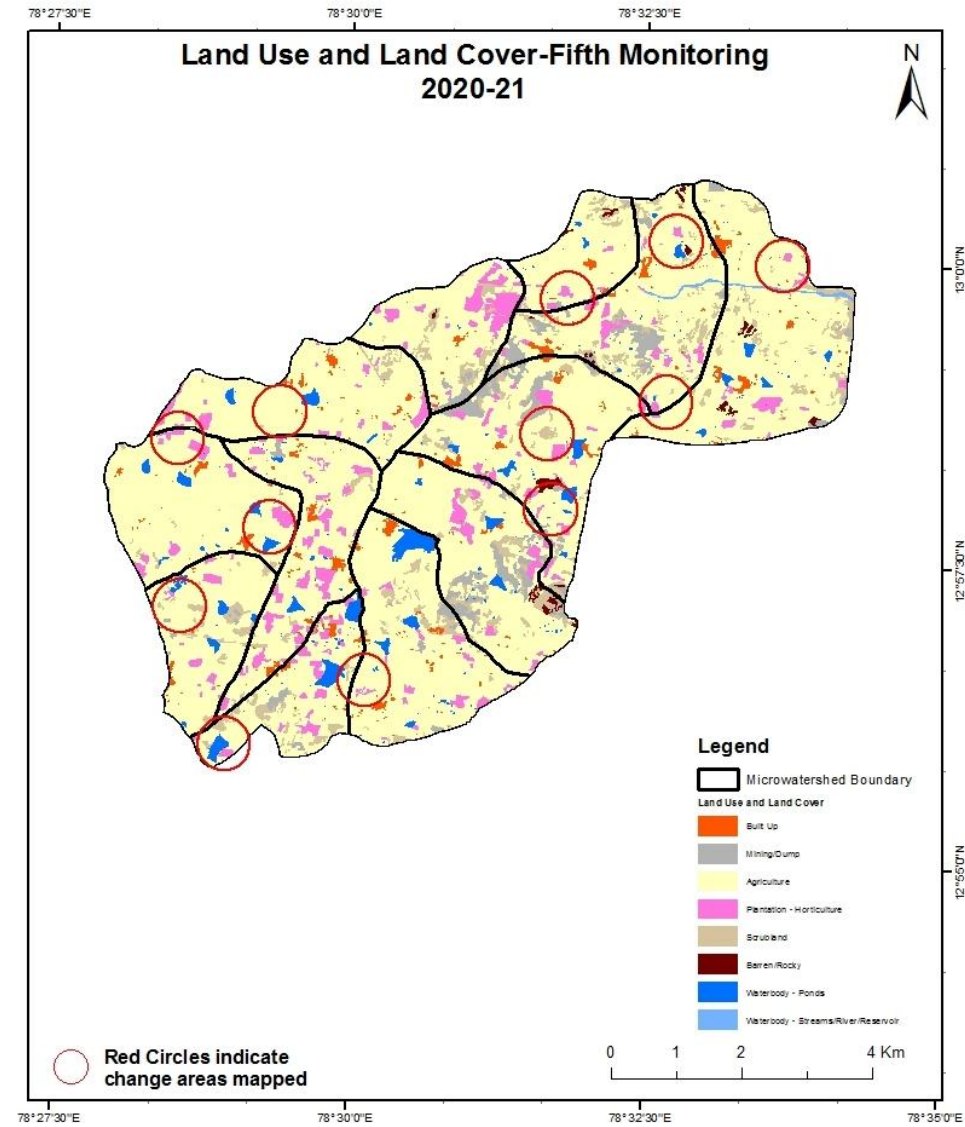 78°27'30"E
78°30'0"E
78°32'30"E
Land Use and Land Cover-Fifth Monitoring
2020-21
N
13°0'0"N
12°57'30"N
12°55'0"N
Legend
Microwatershed Boundary
Land Use and Land Cover
Built Up
Mining/Dump
Agriculture
Plantation - Horticulture
Scrubland
Barren/Rocky
Waterbody - Ponds
Waterbody - Streams/River/Reservoir
Red Circles indicate
change areas mapped
0 1 2 4 Km
78°27'30"E
78°30'0"E
78°32'30"E
78°35'0"E